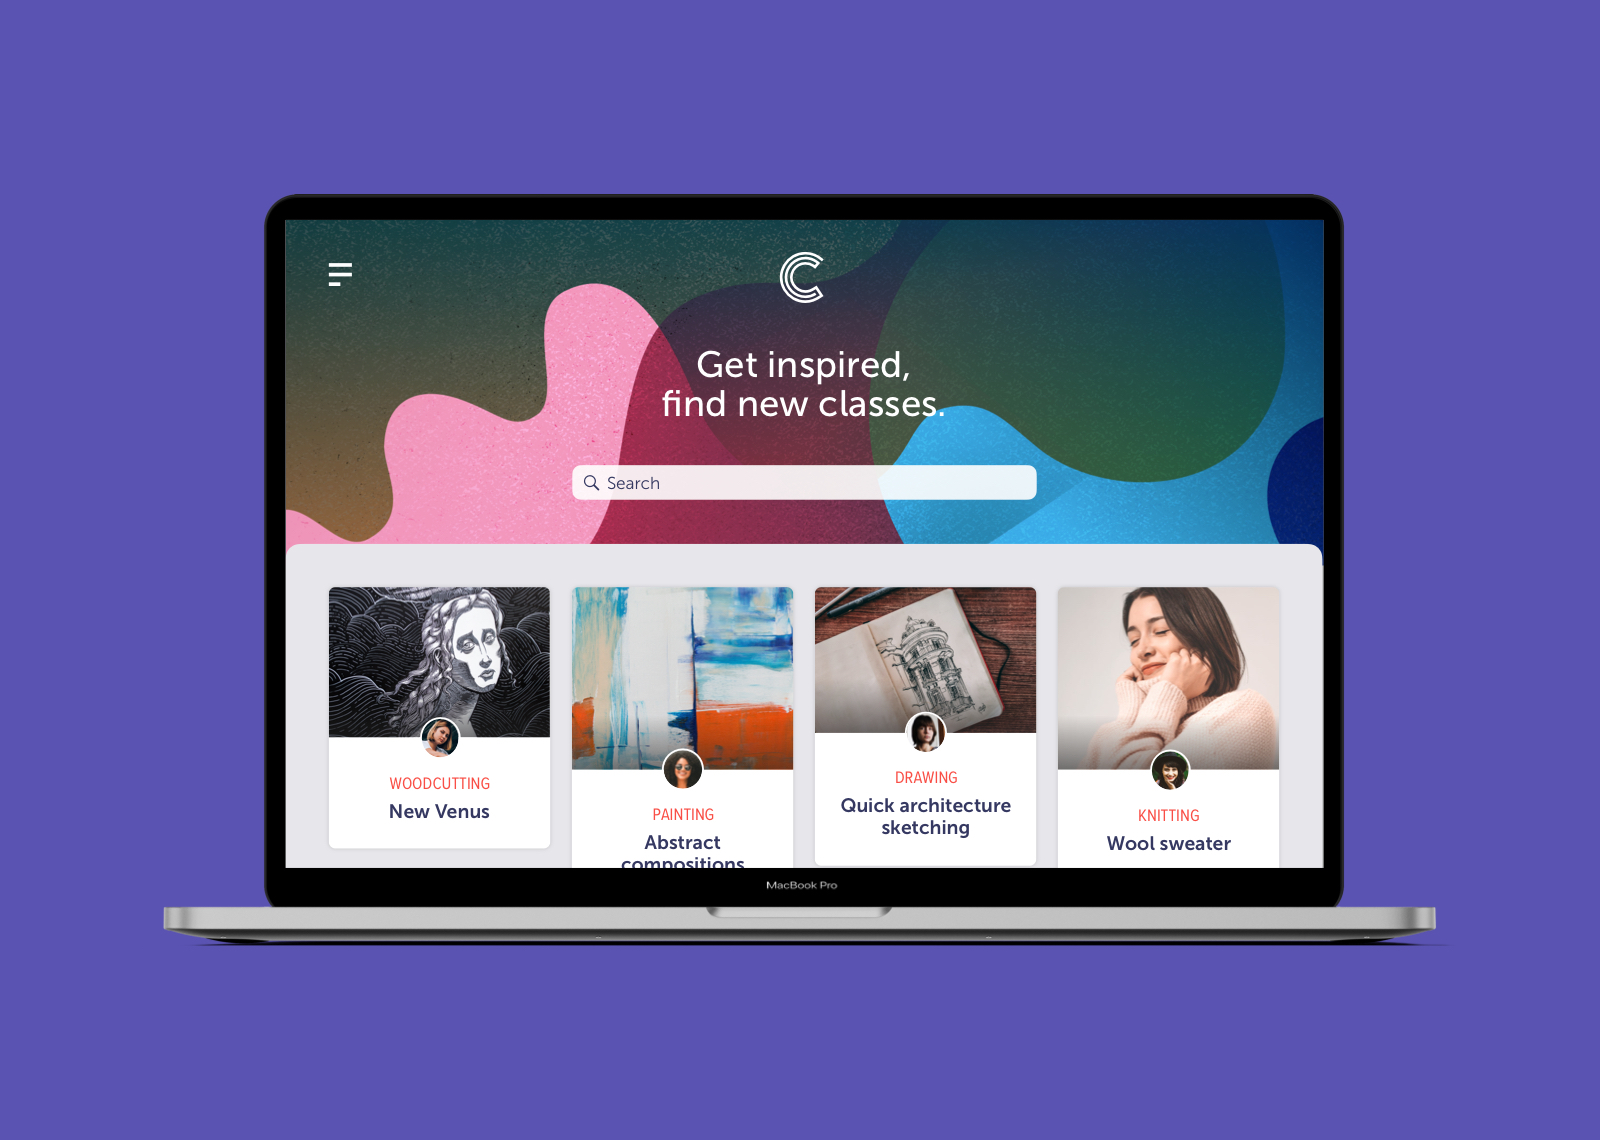 C
Get inspired,
find new classes.
Search
WOODCUTTING
New Venus
PAINTING
Abstract
compositions
DRAWING
Quick architecture
sketching
KNITTING
Wool sweater
MacBook Pro